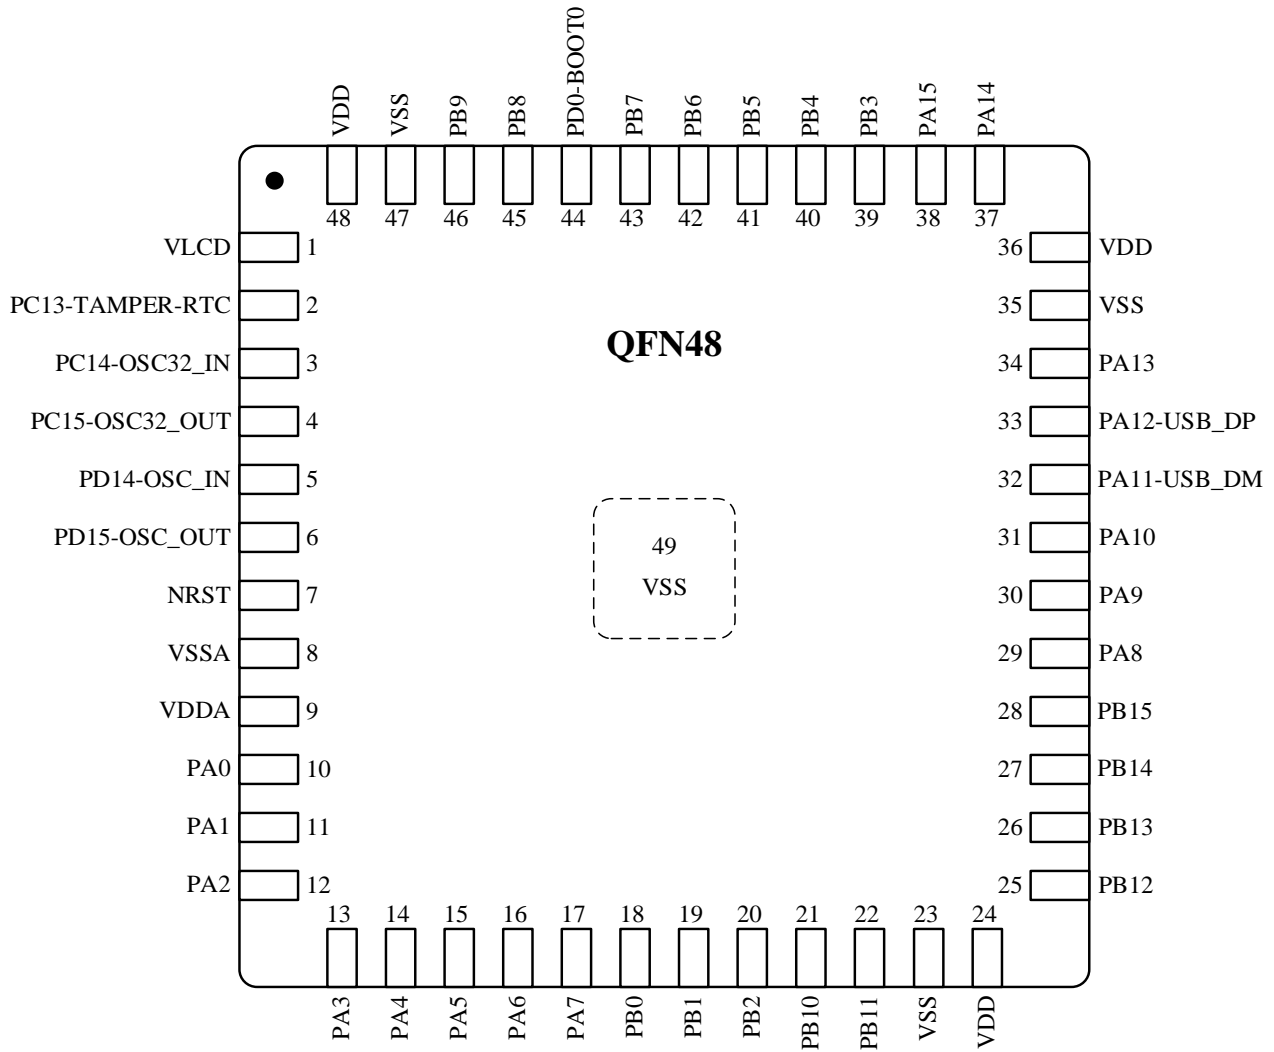 VDD
VSS
PB9
PB8
PD0-BOOT0
PB7
PB6
PB5
PB4
PB3
PA15
PA14
48 47 46 45 44 43 42 41 40 39 38 37
VLCD 1
PC13-TAMPER-RTC 2
PC14-OSC32_IN 3
PC15-OSC32_OUT 4
PD14-OSC_IN 5
PD15-OSC_OUT 6
NRST 7
VSSA 8
VDDA 9
PA0 10
PA1 11
PA2 12
QFN48
49
VSS
36 VDD
35 VSS
34 PA13
33 PA12-USB_DP
32 PA11-USB_DM
31 PA10
30 PA9
29 PA8
28 PB15
27 PB14
26 PB13
25 PB12
13 14 15 16 17 18 19 20 21 22 23 24
PA3
PA4
PA5
PA6
PA7
PB0
PB1
PB2
PB10
PB11
VSS
VDD